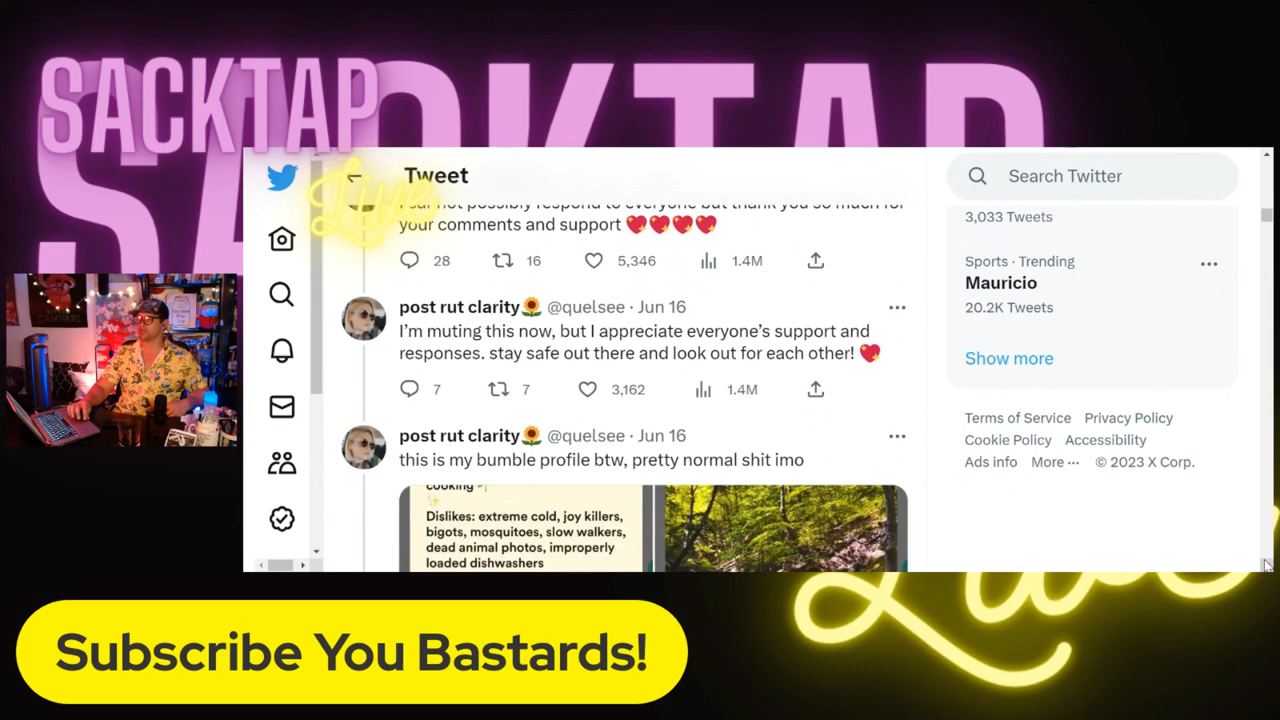 SACKTAP
SACKTAP
Live
Tweet
Search Twitter
3,033 Tweets
your comments and support
28
16
5,346
1.4M
Sports · Trending
Mauricio
20.2K Tweets
post rut clarity🌻 @quelsee · Jun 16
I'm muting this now, but I appreciate everyone's support and
responses. stay safe out there and look out for each other! 💖
7
7
3,162
1.4M
Show more
Terms of Service Privacy Policy
Cookie Policy Accessibility
Ads info More ··· © 2023 X Corp.
post rut clarity🌻 @quelsee · Jun 16
this is my bumble profile btw, pretty normal shit imo
cooking
Dislikes: extreme cold, joy killers,
bigots, mosquitoes, slow walkers,
dead animal photos, improperly
loaded dishwashers
CAMPARI
Live
Subscribe You Bastards!